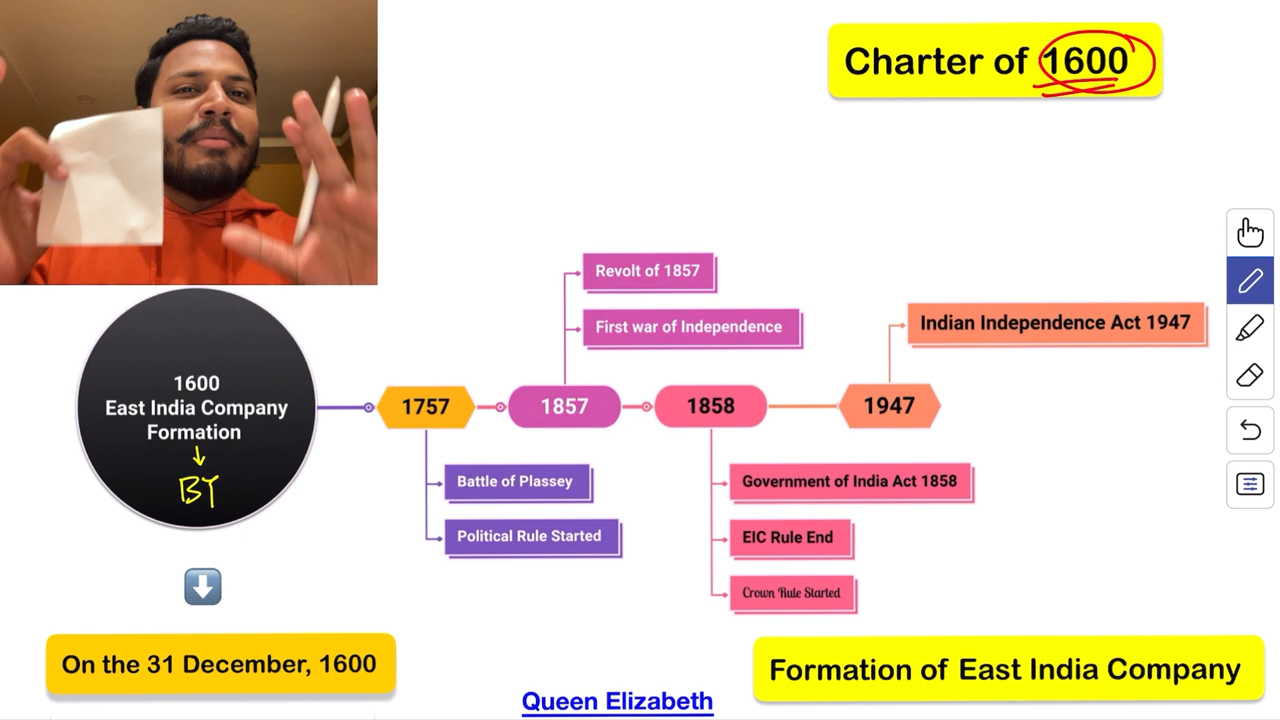 Charter of 1600
Revolt of 1857
First war of Independence
Indian Independence Act 1947
1600
East India Company
Formation
BY
1757
1857
1858
1947
Battle of Plassey
Political Rule Started
Government of India Act 1858
EIC Rule End
Crown Rule Started
On the 31 December, 1600
Formation of East India Company
Queen Elizabeth